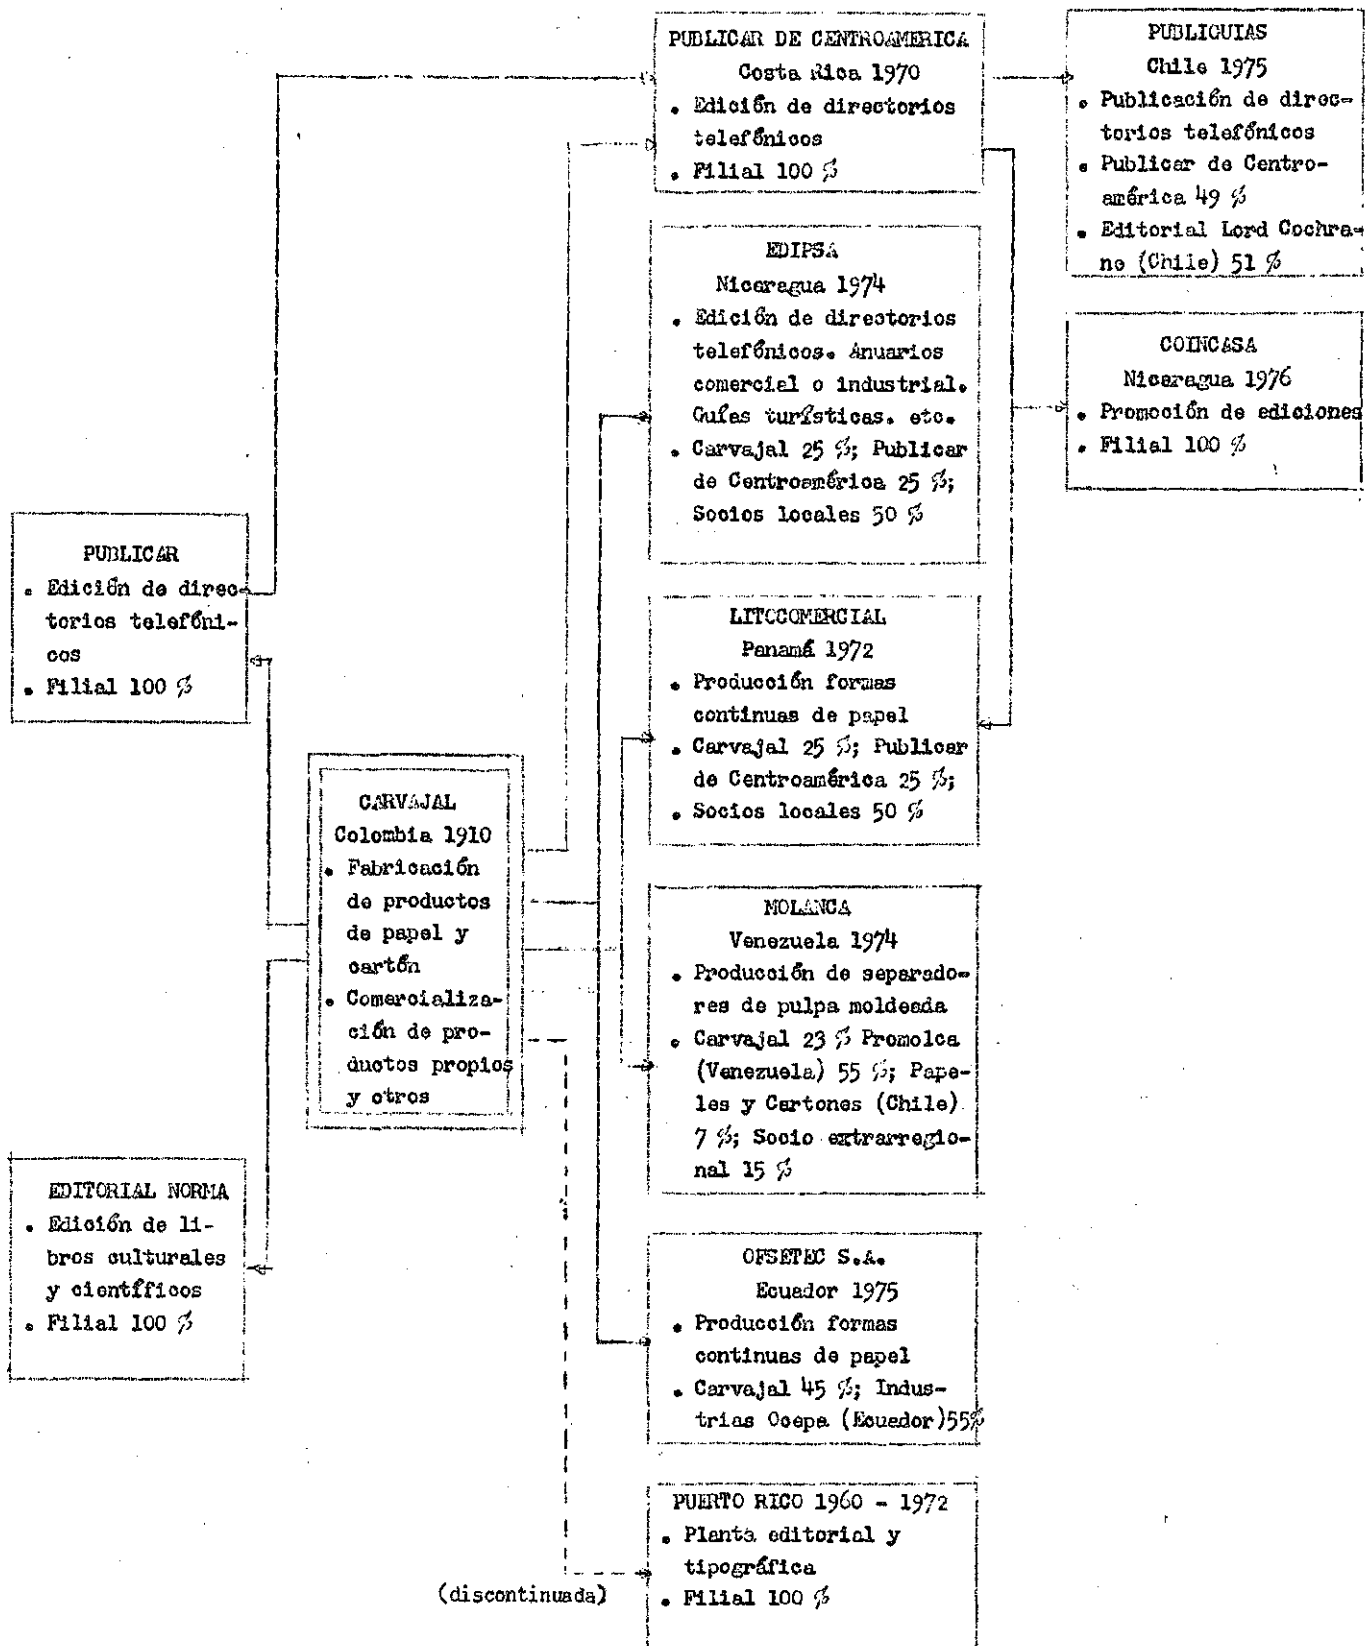 PUBLICAR DE CENTROAMERICA
Costa Rica 1970
• Edición de directorios
telefónicos
• Filial 100 %
PUBLIGUIAS
Chile 1975
• Publicación de direc-
torios telefónicos
• Publicar de Centro-
américa 49 %
• Editorial Lord Cochra-
ne (Chile) 51 %
EDIPSA
Nicaragua 1974
• Edición de directorios
telefónicos. Anuarios
comercial o industrial.
Guías turísticas. etc.
• Carvajal 25 %; Publicar
de Centroamérica 25 %;
Socios locales 50 %
COINCASA
Nicaragua 1976
• Promoción de ediciones
• Filial 100 %
PUBLICAR
• Edición de direc-
torios telefóni-
cos
• Filial 100 %
LITOCOMERCIAL
Panamá 1972
• Producción formas
continuas de papel
• Carvajal 25 %; Publicar
de Centroamérica 25 %;
• Socios locales 50 %
CARVAJAL
Colombia 1910
• Fabricación
de productos
de papel y
cartón
• Comercializa-
ción de pro-
ductos propios
y otros
MOLANCA
Venezuela 1974
• Producción de separado-
res de pulpa moldeada
• Carvajal 23 % Promolca
(Venezuela) 55 %; Pape-
les y Cartones (Chile)
7 %; Socio extrarregio-
nal 15 %
EDITORIAL NORMA
• Edición de li-
bros culturales
y científicos
• Filial 100 %
OFSETEC S.A.
Ecuador 1975
• Producción formas
continuas de papel
• Carvajal 45 %; Indus-
trias Ocepa (Ecuador)55%
PUERTO RICO 1960 - 1972
• Planta editorial y
tipográfica
• Filial 100 %
(discontinuada)